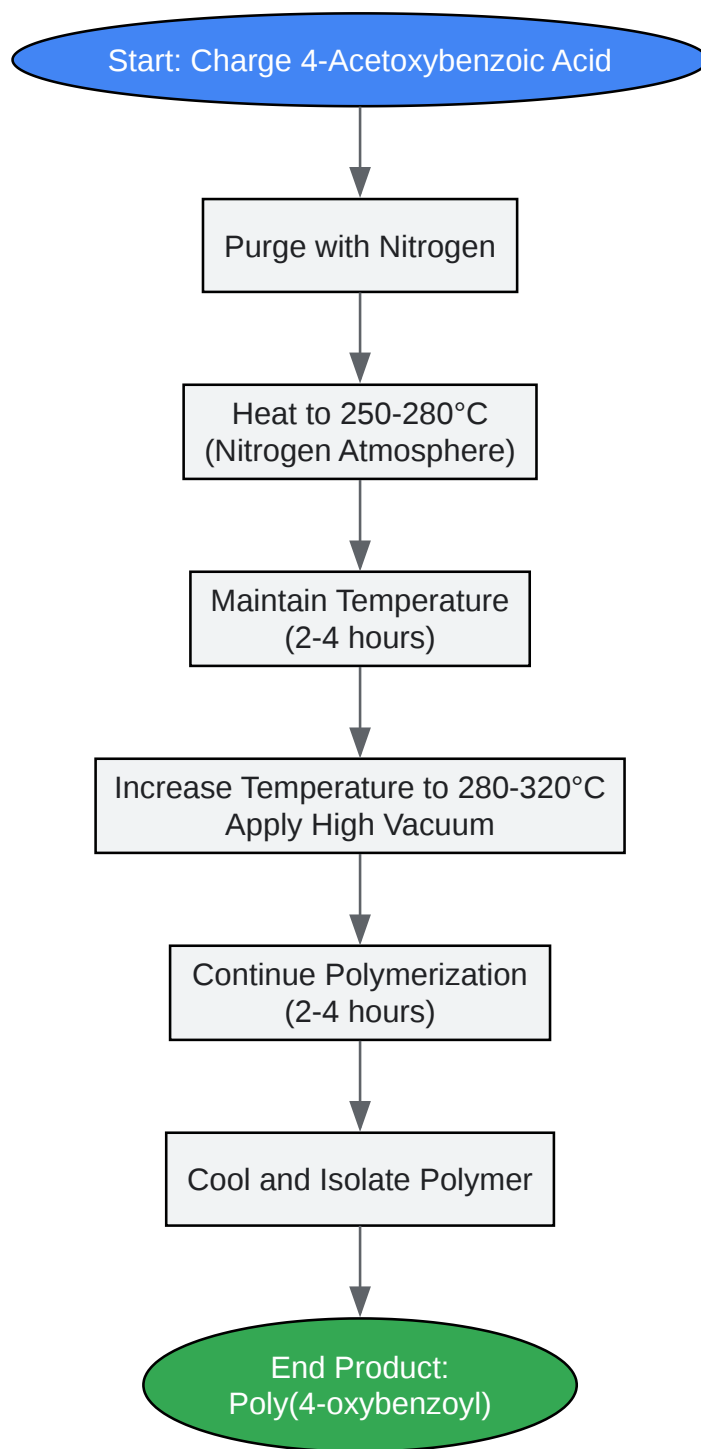 Start: Charge 4-Acetoxybenzoic Acid
Purge with Nitrogen
Heat to 250-280°C
(Nitrogen Atmosphere)
Maintain Temperature
(2-4 hours)
Increase Temperature to 280-320°C
Apply High Vacuum
Continue Polymerization
(2-4 hours)
Cool and Isolate Polymer
End Product:
Poly(4-oxybenzoyl)